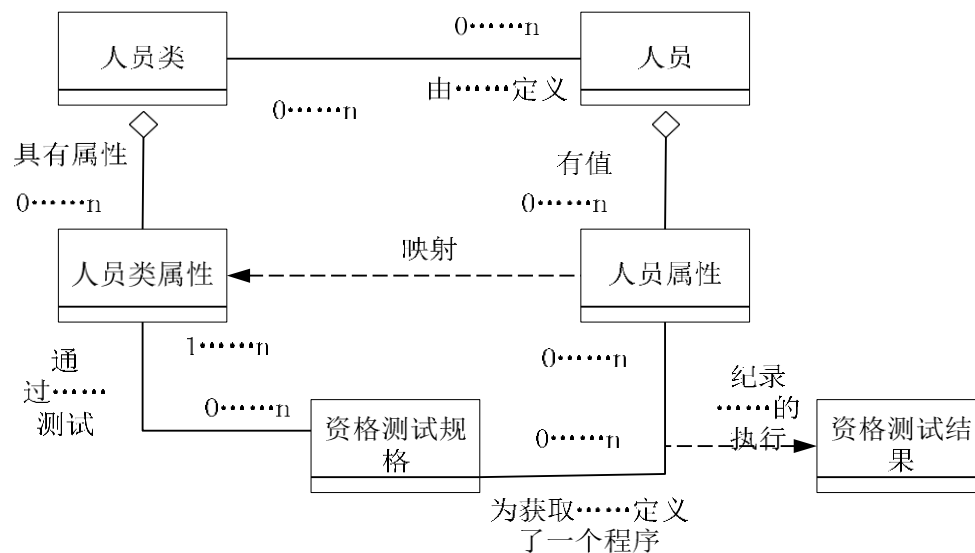 0……n
人员类
人员
由……定义
0……n
具有属性
有值
0……n
0……n
映射
人员类属性
人员属性
1……n
0……n
通
过……
测试
纪录
……的
执行
0……n
0……n
资格测试规
格
资格测试结
果
为获取……定义
了一个程序